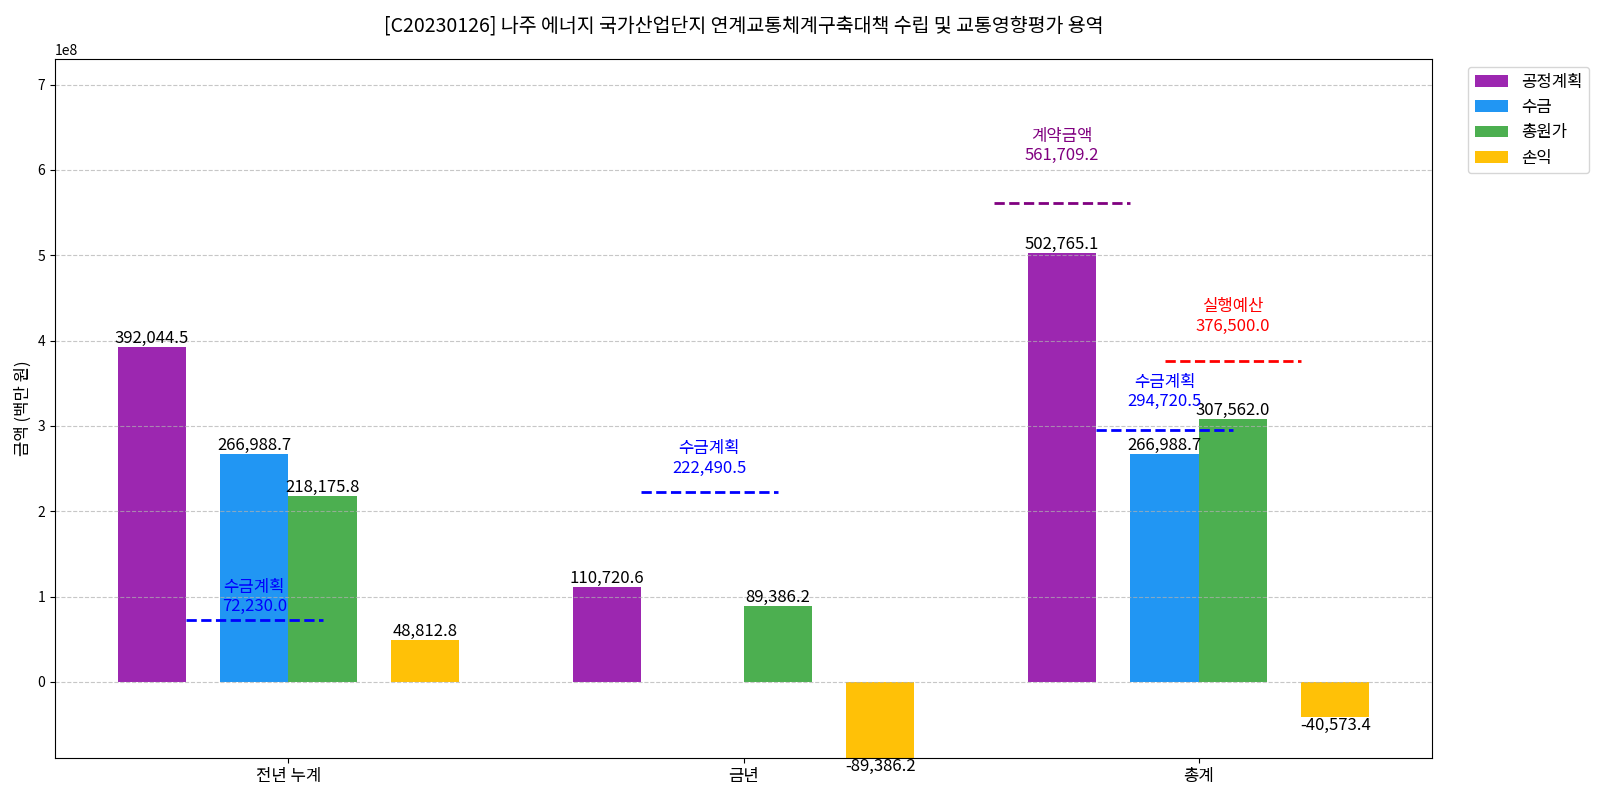 [C20230126] 나주 에너지 국가산업단지 연계교통체계구축대책 수립 및 교통영향평가 용역
1e8
7
6
5
4
3
2
1
0
금액 (백만 원)
392,044.5
266,988.7
218,175.8
수금계획
72,230.0
48,812.8
수금계획
222,490.5
110,720.6
89,386.2
-89,386.2
계약금액
561,709.2
502,765.1
실행예산
376,500.0
수금계획
294,720.5
307,562.0
266,988.7
-40,573.4
전년 누계
금년
총계
공정계획
수금
총원가
손익